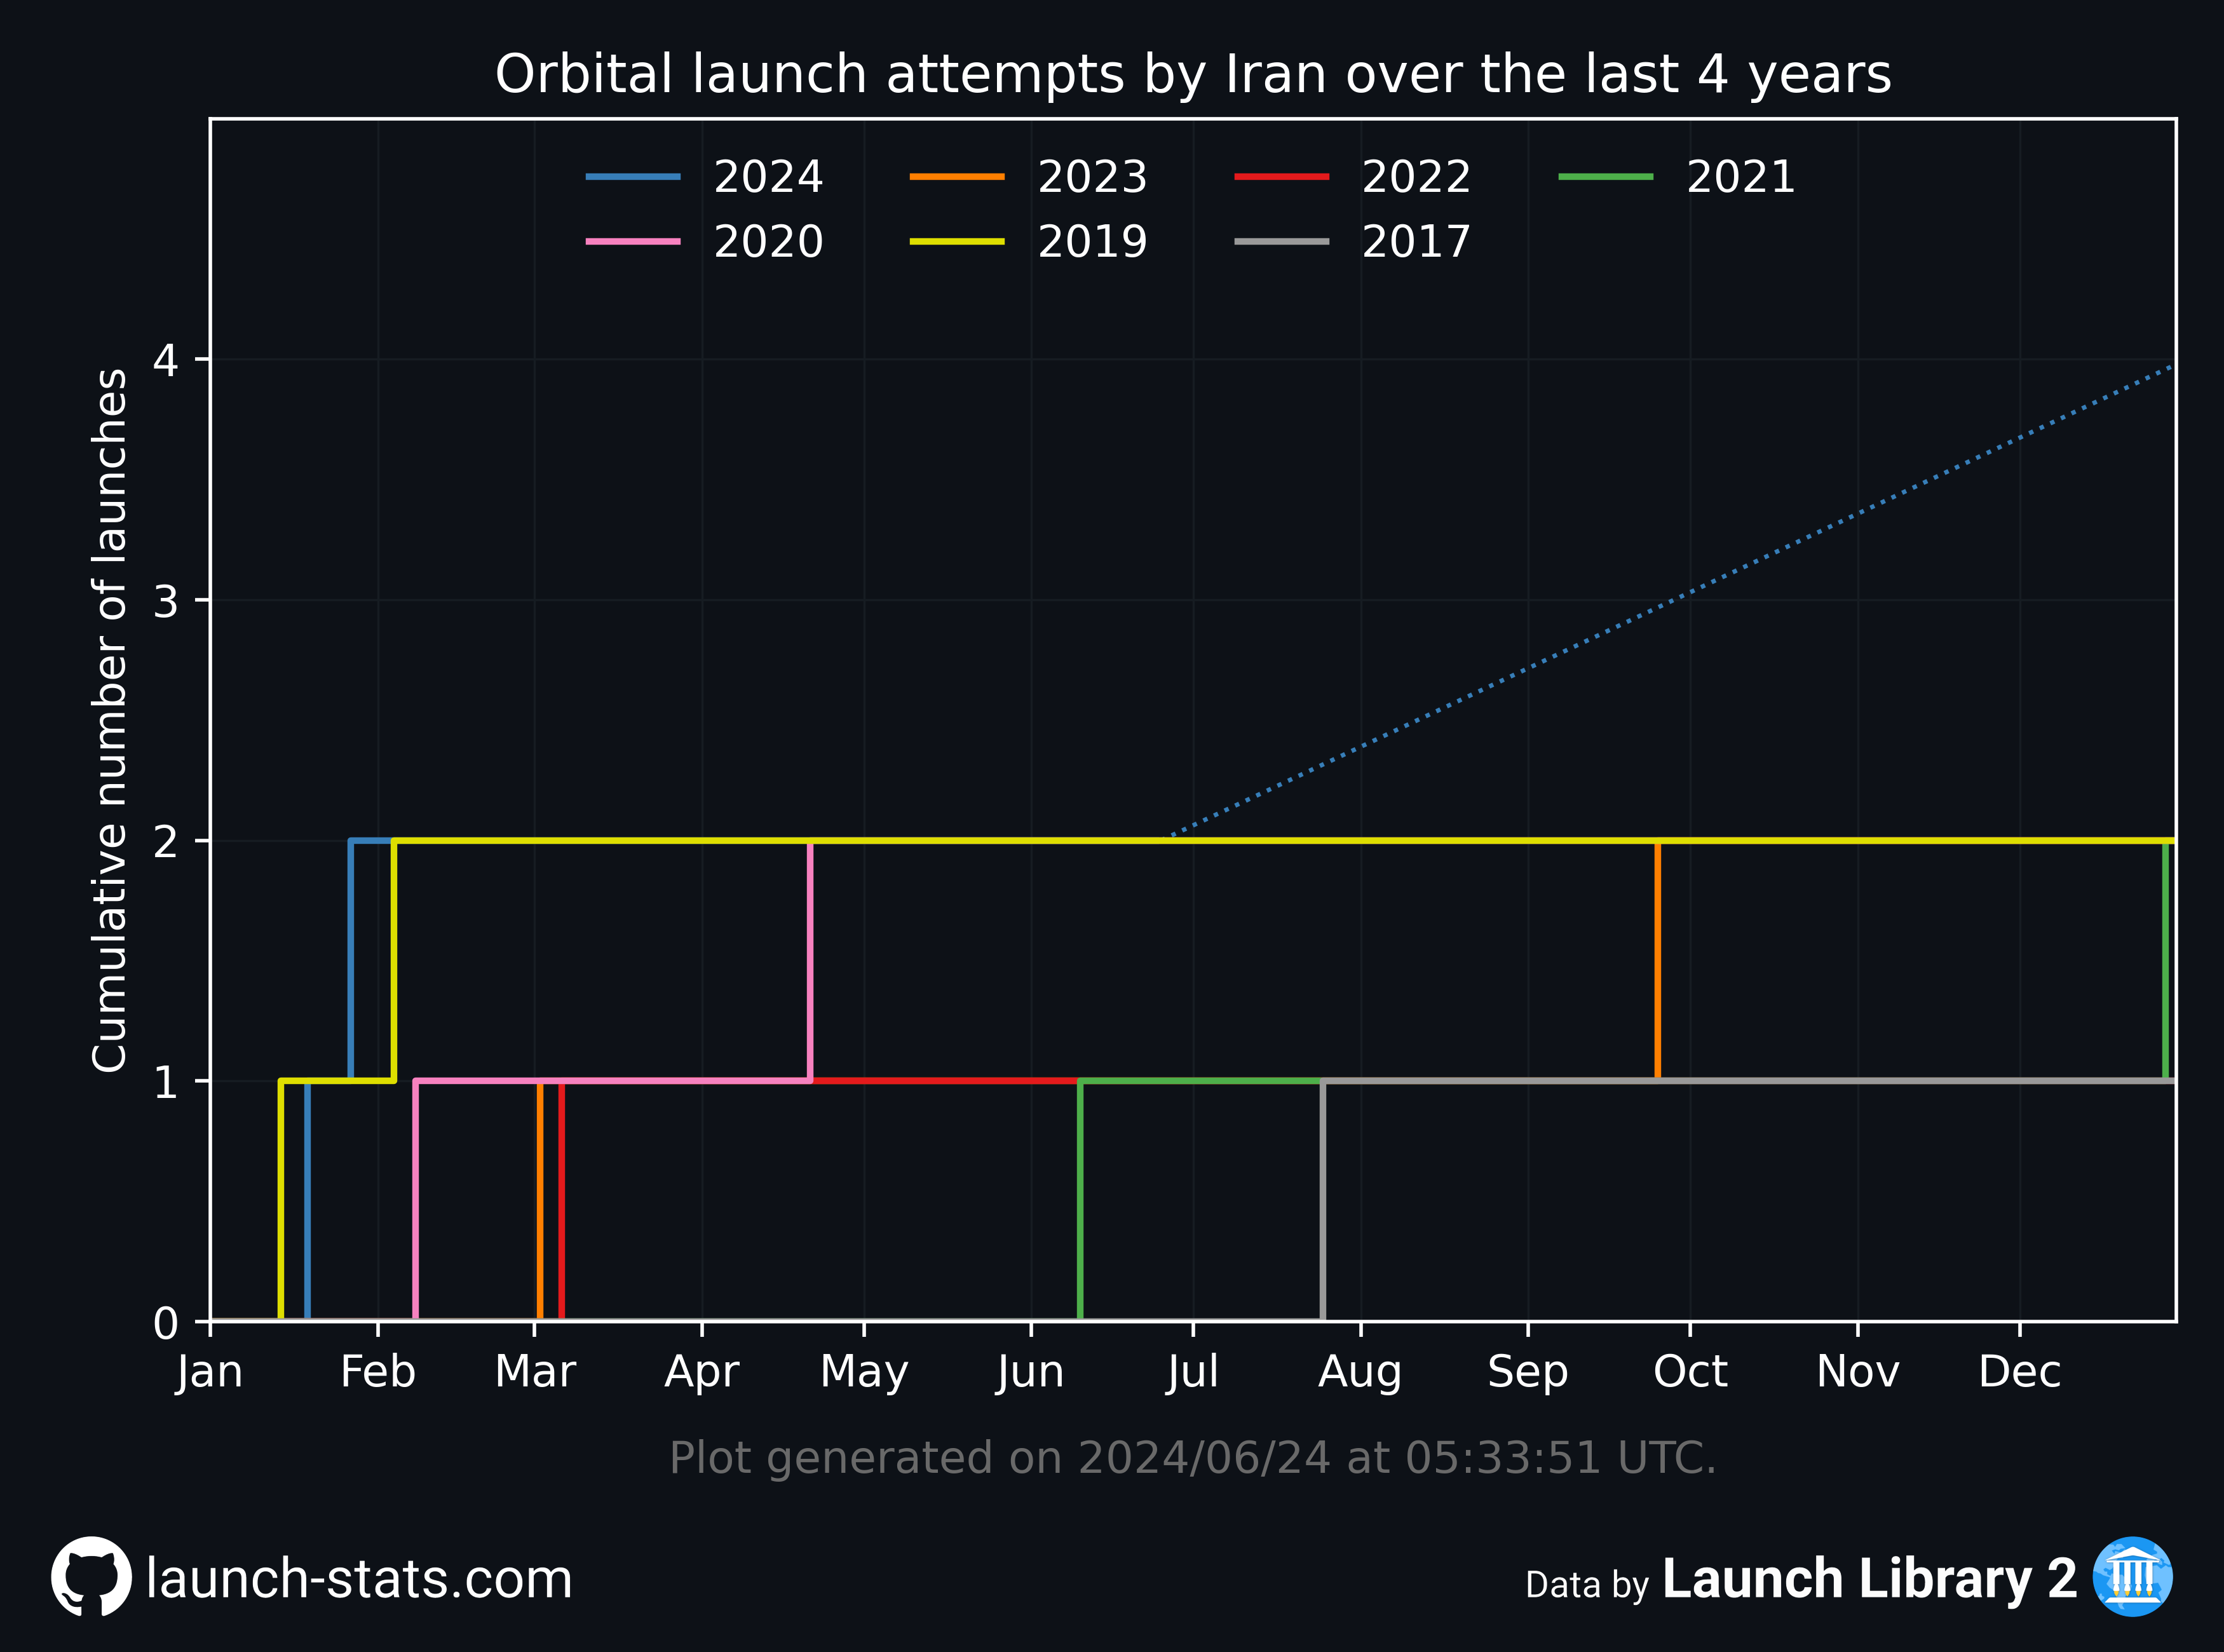 Orbital launch attempts by Iran over the last 4 years
2024 2023 2022 2021
2020 2019 2017
Cumulative number of launches
4
3
2
1
0
Jan Feb Mar Apr May Jun Jul Aug Sep Oct Nov Dec
Plot generated on 2024/06/24 at 05:33:51 UTC.
launch-stats.com
Data by Launch Library 2